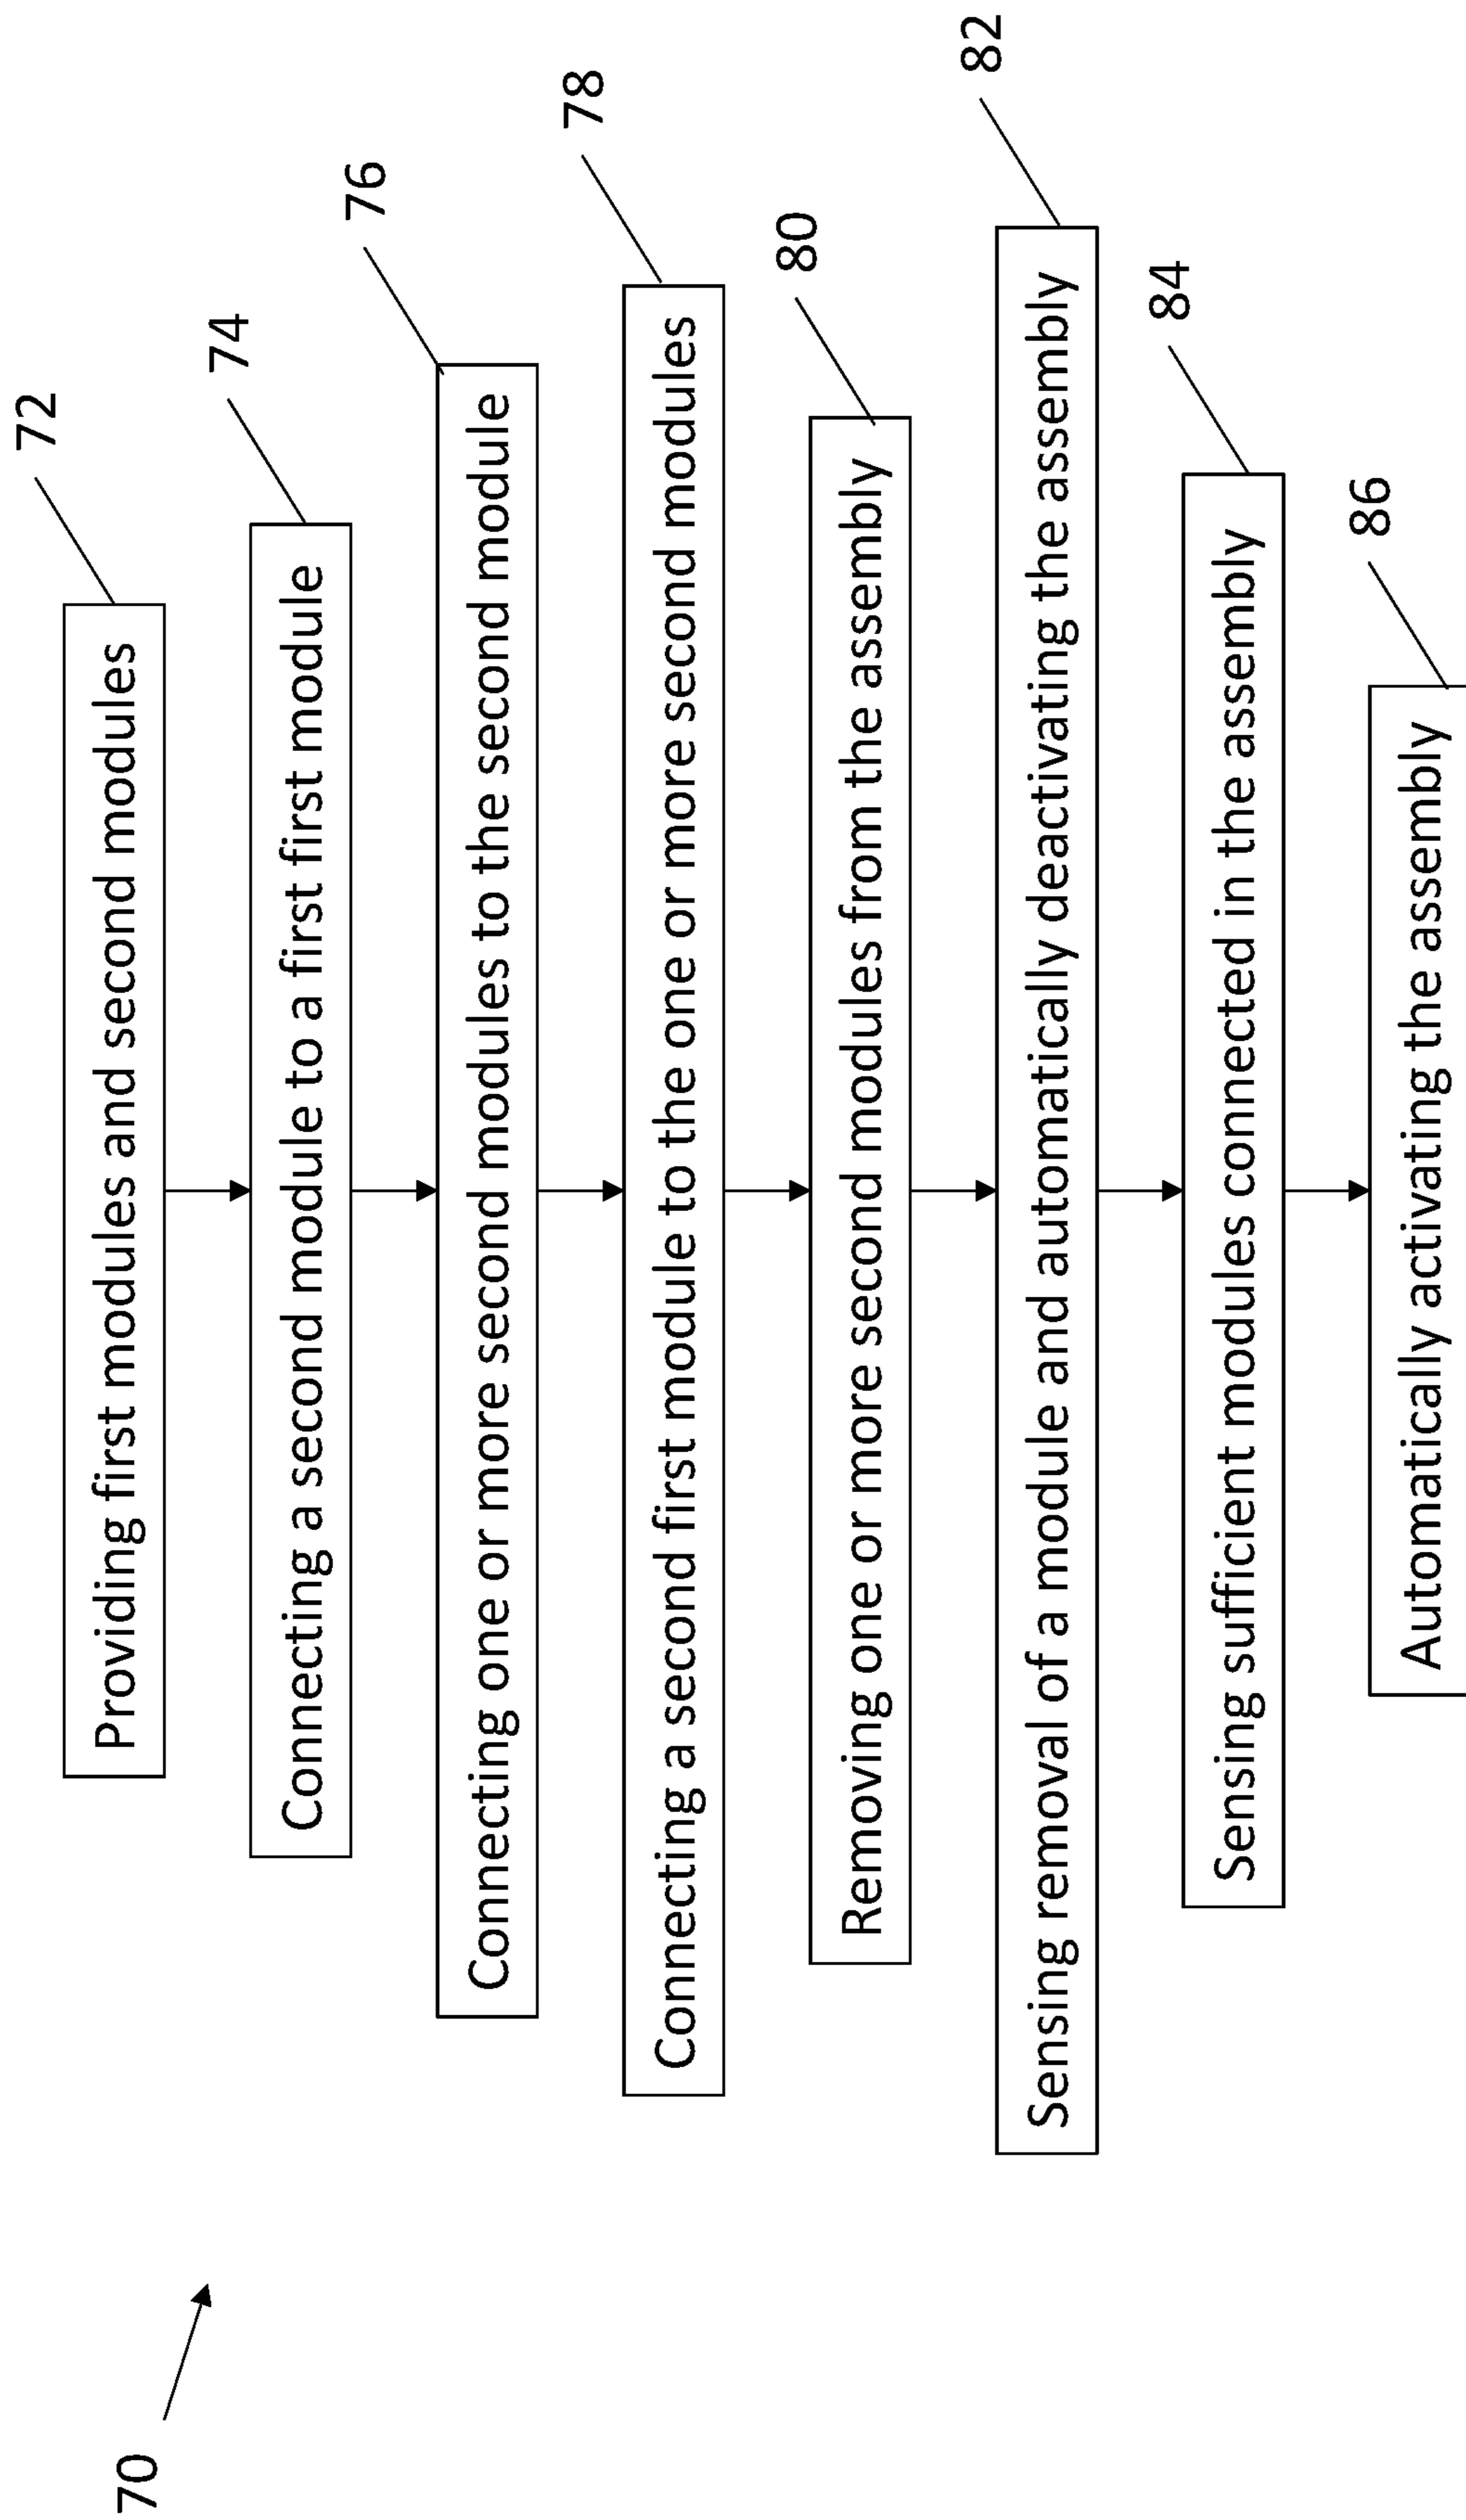 70
72
Providing first modules and second modules
74
Connecting a second module to a first first module
76
Connecting one or more second modules to the second module
78
Connecting a second first module to the one or more second modules
80
Removing one or more second modules from the assembly
82
Sensing removal of a module and automatically deactivating the assembly
84
Sensing sufficient modules connected in the assembly
86
Automatically activating the assembly